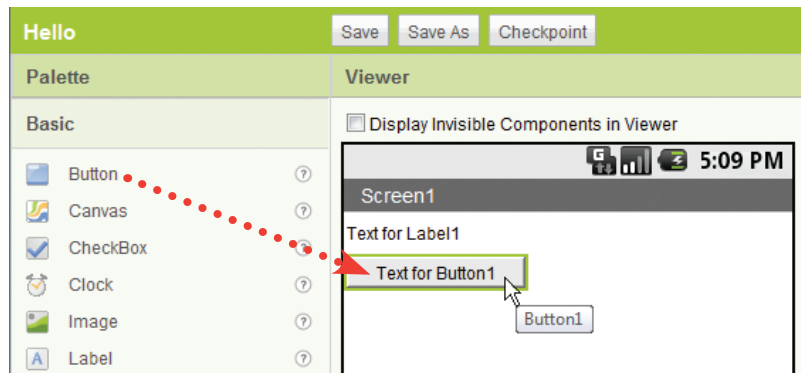 Hello Save Save As Checkpoint
Palette Viewer
Basic
Display Invisible Components in Viewer
Button ?
Canvas ?
CheckBox ?
Clock ?
Image ?
A Label ?
G 5:09 PM
Screen1
Text for Label1
Text for Button1
Button1